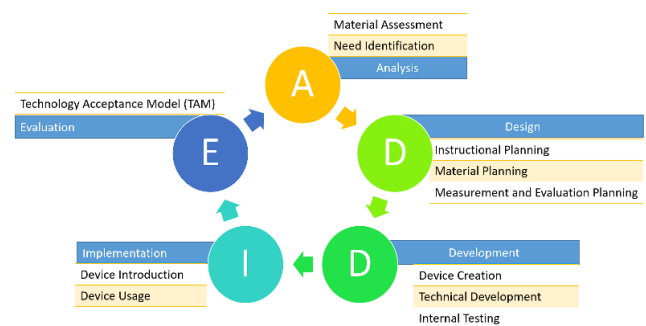 Material Assessment
Need Identification
Analysis
A
Technology Acceptance Model (TAM)
Evaluation
E
D
Design
Instructional Planning
Material Planning
Measurement and Evaluation Planning
Implementation
Device Introduction
Device Usage
I
D
Development
Device Creation
Technical Development
Internal Testing